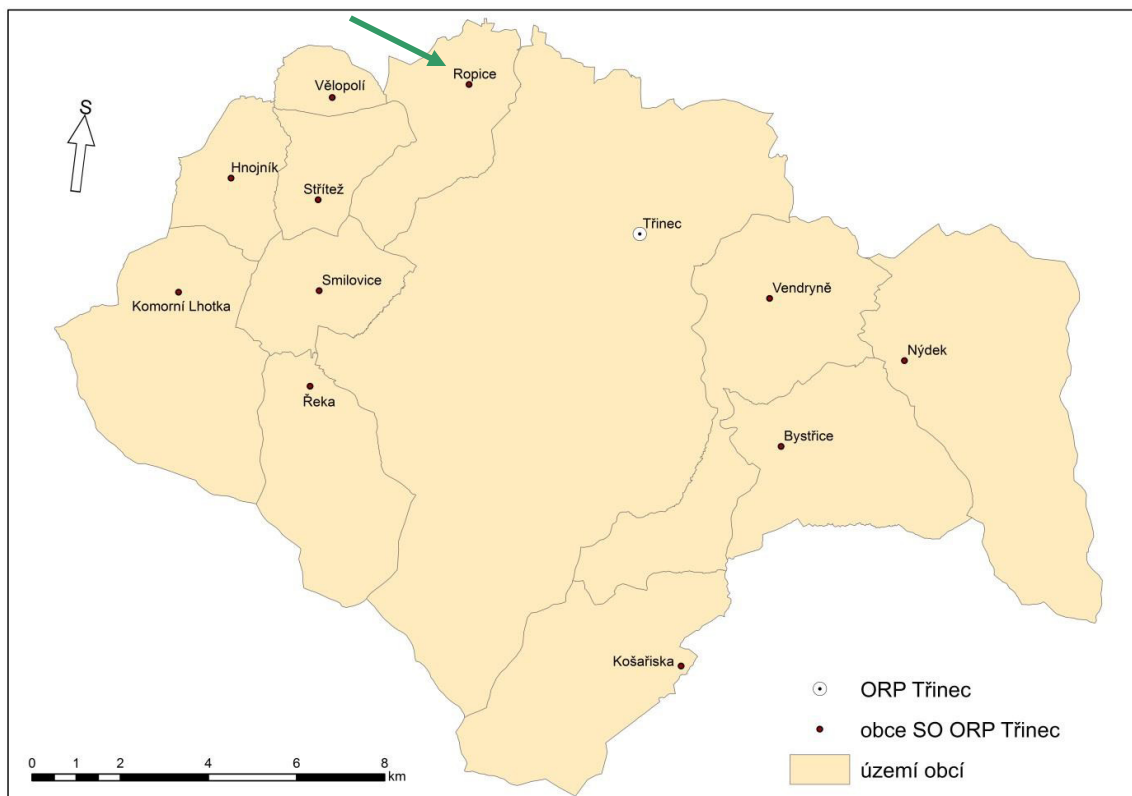 Ropice
Vělopolí
S
Hnojník
Střítež
Třinec
Smilovice
Komorní Lhotka
Vendryně
Nýdek
Řeka
Bystřice
Košařiska
ORP Třinec
obce SO ORP Třinec
území obcí
0 1 2 4 6 8
km